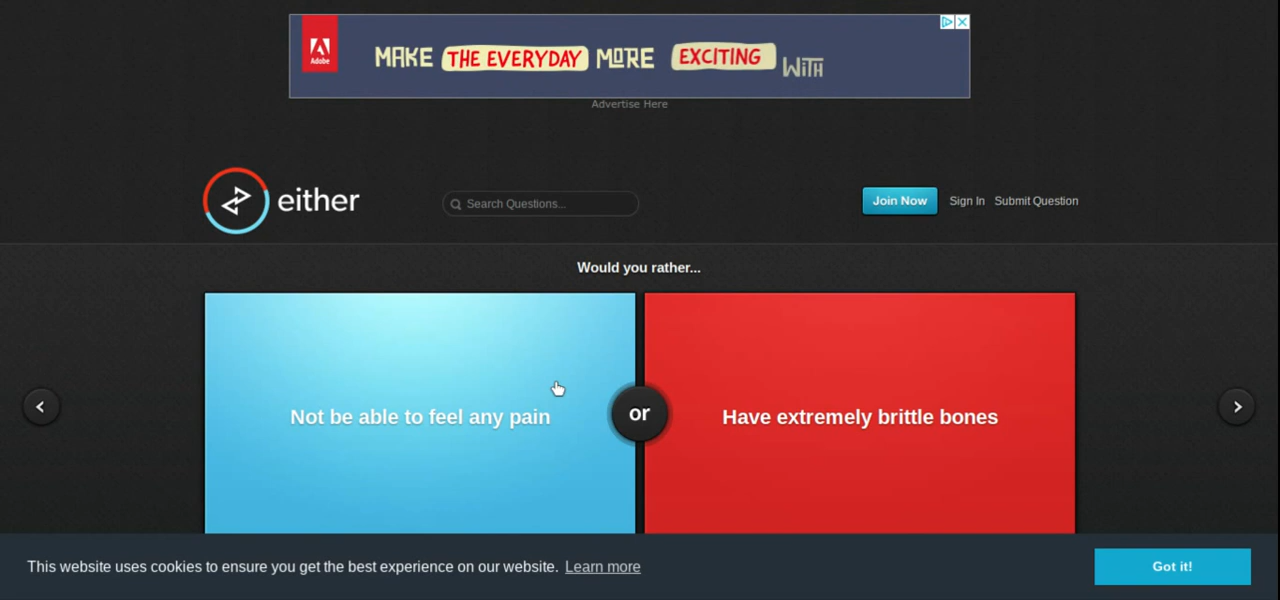 Adobe
MAKE THE EVERYDAY MORE EXCITING WITH
Advertise Here
either
Search Questions...
Join Now Sign In Submit Question
Would you rather...
Not be able to feel any pain or Have extremely brittle bones
This website uses cookies to ensure you get the best experience on our website. Learn more Got it!